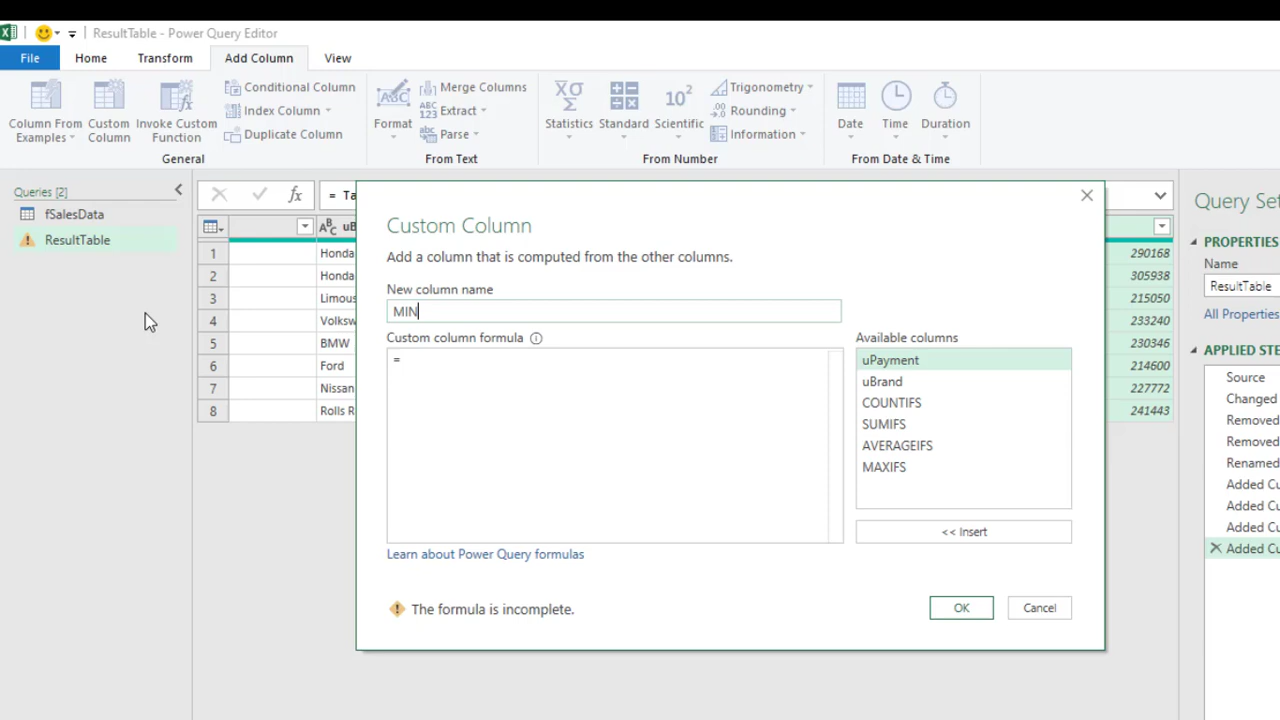 ResultTable - Power Query Editor
File Home Transform Add Column View
Column From Examples
Custom Column
Invoke Custom Function
Conditional Column
Index Column
Duplicate Column
General
Format
Merge Columns
Extract
Parse
From Text
Statistics
Standard
Scientific
Trigonometry
Rounding
Information
From Number
Date
Time
Duration
From Date & Time
Queries [2]
fSalesData
ResultTable
= Ta
uB
1 Honda 290168
2 Honda 305938
3 Limous 215050
4 Volksw 233240
5 BMW 230346
6 Ford 214600
7 Nissan 227772
8 Rolls R 241443
Custom Column
Add a column that is computed from the other columns.
New column name
MIN
Custom column formula
=
Available columns
uPayment
uBrand
COUNTIFS
SUMIFS
AVERAGEIFS
MAXIFS
<< Insert
Learn about Power Query formulas
The formula is incomplete.
OK
Cancel
Query Set
PROPERTIES
Name
ResultTable
All Properties
APPLIED STE
Source
Changed
Removed
Removed
Renamed
Added Cu
Added Cu
Added Cu
Added Cu